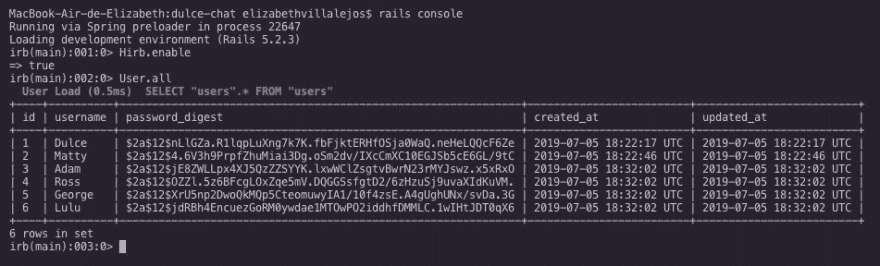 MacBook-Air-de-Elizabeth:dulce-chat elizabethvillalejos$ rails console
Running via Spring preloader in process 22647
Loading development environment (Rails 5.2.3)
irb(main):001:0> Hirb.enable
=> true
irb(main):002:0> User.all
  User Load (0.5ms)  SELECT "users".* FROM "users"
| id | username | password_digest | created_at | updated_at |
| 1 | Dulce | $2a$12$nLlGZa.R1lqpLuXng7k7K.fbFjktERHfOSja0WaQ.neHeLQQcF6Ze | 2019-07-05 18:22:17 UTC | 2019-07-05 18:22:17 UTC |
| 2 | Matty | $2a$12$4.6V3h9PrpfZhuMiai3Dg.oSm2dv/IXcCmXC10EGJSb5cE6GL/9tC | 2019-07-05 18:22:46 UTC | 2019-07-05 18:22:46 UTC |
| 3 | Adam | $2a$12$jE8ZWLLpx4XJ5QzZZSYYK.lxwWClZsgtvBwrN23rMYJswz.x5xRxO | 2019-07-05 18:32:02 UTC | 2019-07-05 18:32:02 UTC |
| 4 | Ross | $2a$12$OZZl.5z6BFcgLOxZqe5mV.DQGGSsfgtD2/6zHzuSj9uvaXIdKuVM. | 2019-07-05 18:32:02 UTC | 2019-07-05 18:32:02 UTC |
| 5 | George | $2a$12$XrU5np2DwoQkMQp5CteomuwyIA1/10f4zsE.A4gUghUNx/svDa.3G | 2019-07-05 18:32:02 UTC | 2019-07-05 18:32:02 UTC |
| 6 | Lulu | $2a$12$jdRBh4EncuezGoRM0ywdae1MTOwPO2iddhfDMMLC.1wIHtJDT0qX6 | 2019-07-05 18:32:02 UTC | 2019-07-05 18:32:02 UTC |
6 rows in set
irb(main):003:0>